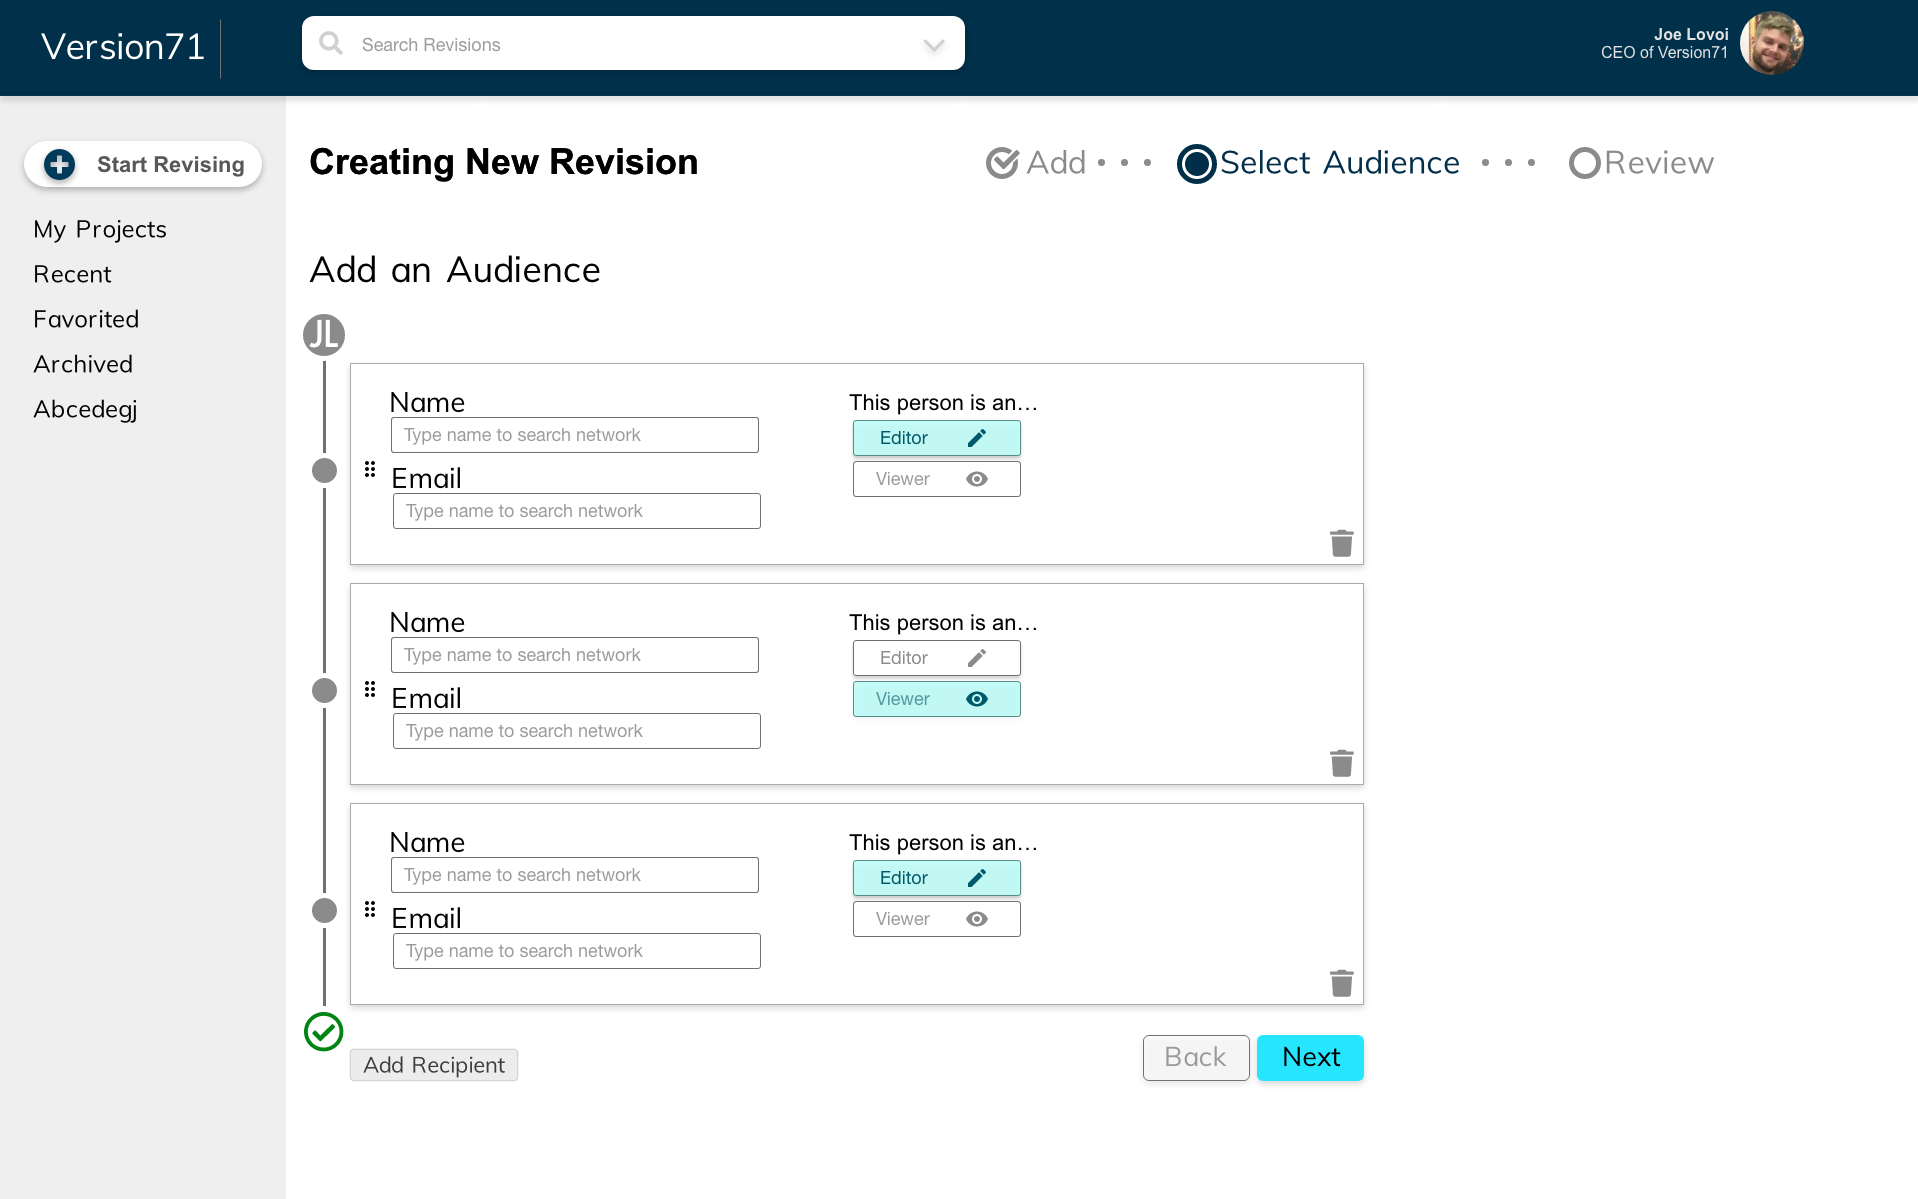 Version71
Search Revisions
Joe Lovoi
CEO of Version71
Start Revising
My Projects
Recent
Favorited
Archived
Abcedegj
Creating New Revision
Add
Select Audience
Review
Add an Audience
JL
Name
Type name to search network
Email
Type name to search network
This person is an...
Editor
Viewer
Name
Type name to search network
Email
Type name to search network
This person is an...
Editor
Viewer
Name
Type name to search network
Email
Type name to search network
This person is an...
Editor
Viewer
Add Recipient
Back
Next